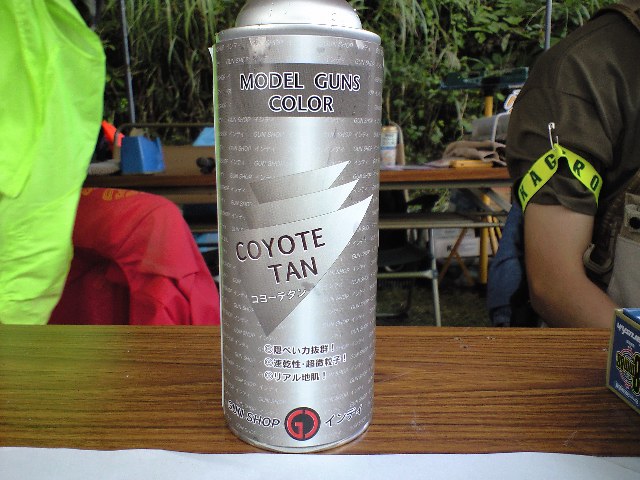 MODEL GUNS
COLOR
COYOTE
TAN
コヨーテタン
◎隠ぺい力抜群!
◎速乾性・超微粒子!
◎リアル地肌!
GUN SHOP インディ
KAGRO